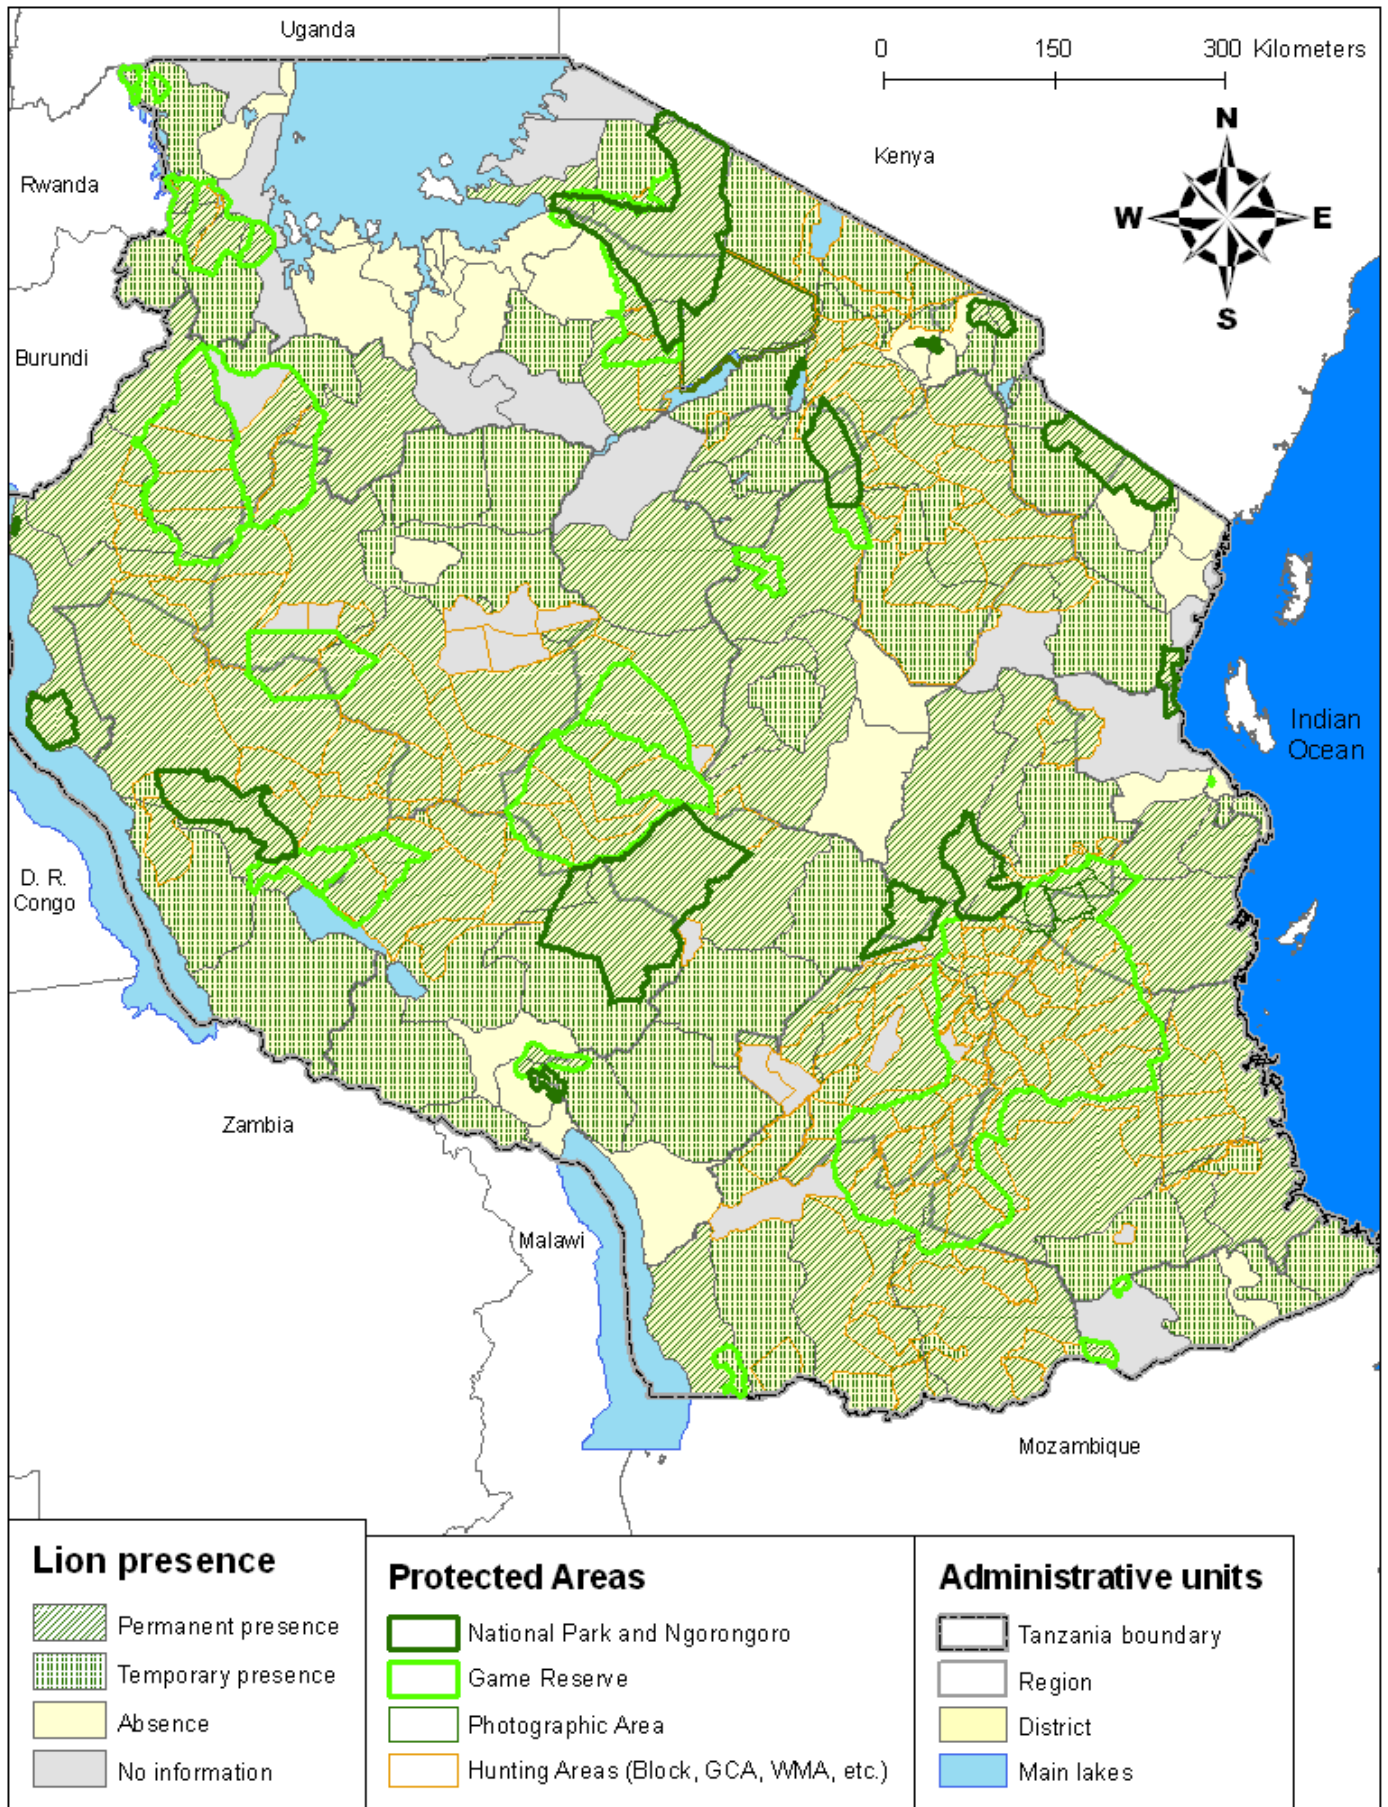 Uganda
0 150 300 Kilometers
N
Kenya
Rwanda
W E
S
Burundi
Indian
Ocean
D. R.
Congo
Zambia
Malawi
Mozambique
Lion presence
Permanent presence
Temporary presence
Absence
No information
Protected Areas
National Park and Ngorongoro
Game Reserve
Photographic Area
Hunting Areas (Block, GCA, WMA, etc.)
Administrative units
Tanzania boundary
Region
District
Main lakes